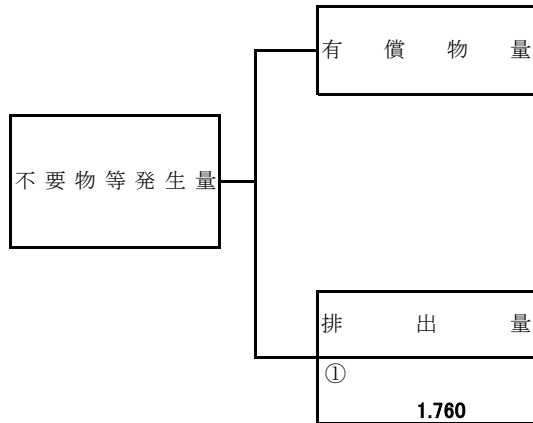 有償物量
不要物等発生量
排出量
①
1.760